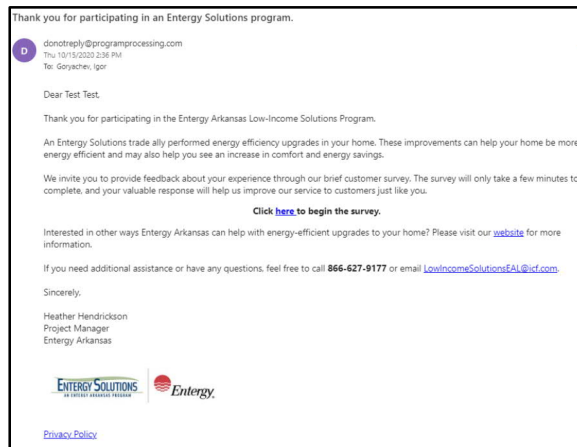 Thank you for participating in an Entergy Solutions program.
D
donotreply@programprocessing.com
Thu 10/15/2020 2:36 PM
To: Goryachev, Igor
Dear Test Test,
Thank you for participating in the Entergy Arkansas Low-Income Solutions Program.
An Entergy Solutions trade ally performed energy efficiency upgrades in your home. These improvements can help your home be more
energy efficient and may also help you see an increase in comfort and energy savings.
We invite you to provide feedback about your experience through our brief customer survey. The survey will only take a few minutes to
complete, and your valuable response will help us improve our service to customers just like you.
Click here to begin the survey.
Interested in other ways Entergy Arkansas can help with energy-efficient upgrades to your home? Please visit our website for more
information.
If you need additional assistance or have any questions, feel free to call 866-627-9177 or email LowIncomeSolutionsEAL@icf.com.
Sincerely,
Heather Hendrickson
Project Manager
Entergy Arkansas
ENTERGY SOLUTIONS
AN ENTERGY ARKANSAS PROGRAM
Entergy
Privacy Policy